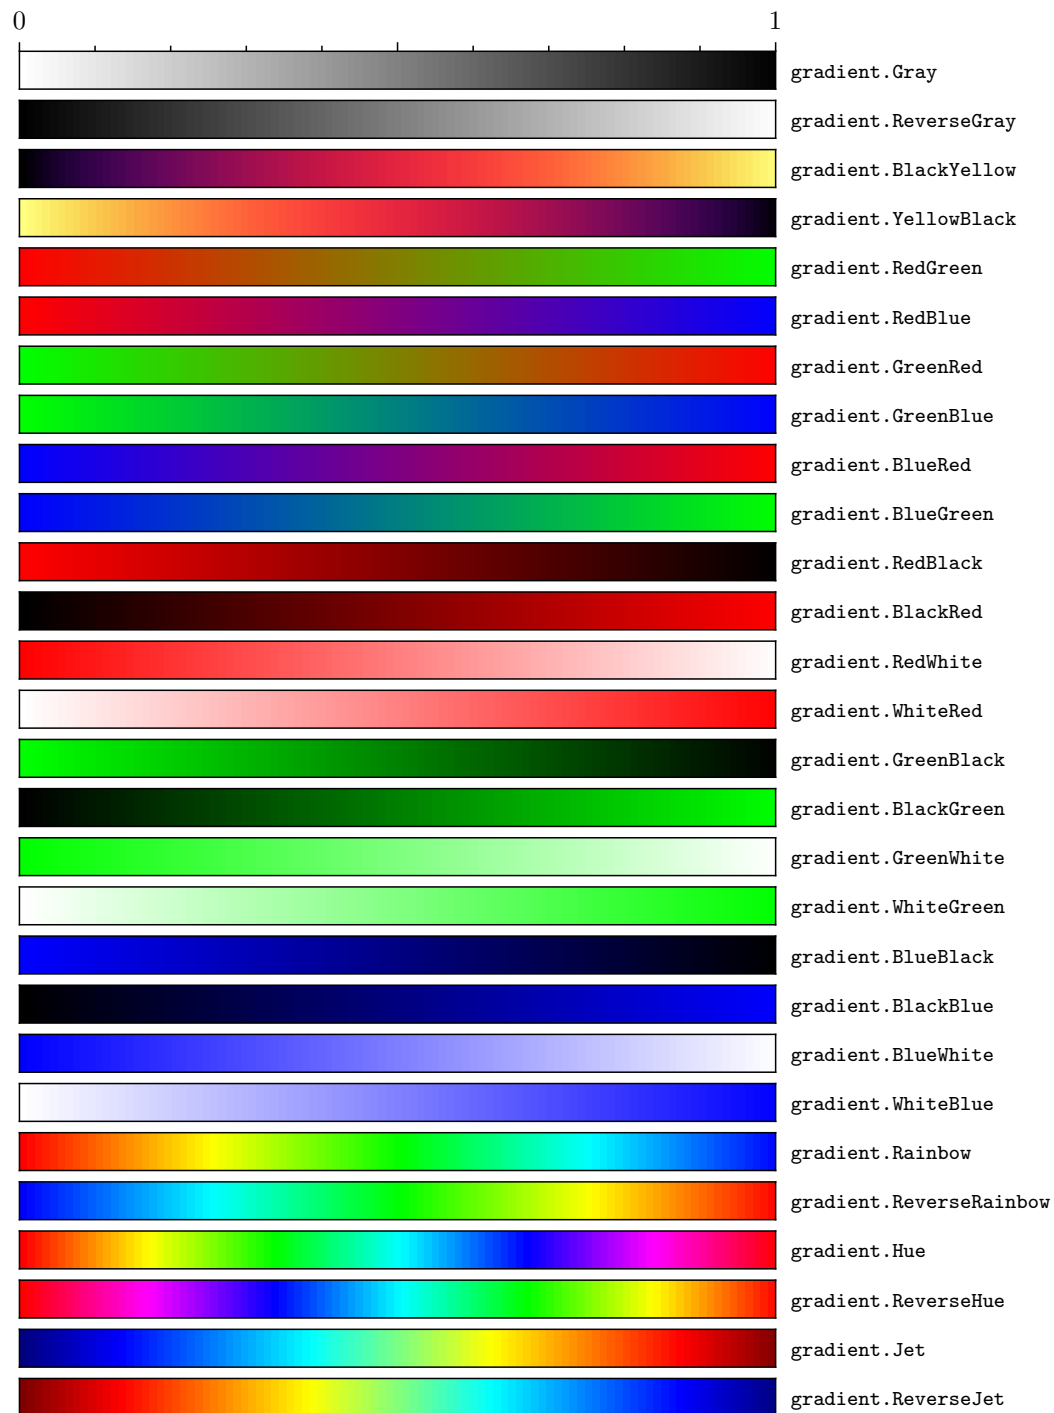 0 1
gradient.Gray
gradient.ReverseGray
gradient.BlackYellow
gradient.YellowBlack
gradient.RedGreen
gradient.RedBlue
gradient.GreenRed
gradient.GreenBlue
gradient.BlueRed
gradient.BlueGreen
gradient.RedBlack
gradient.BlackRed
gradient.RedWhite
gradient.WhiteRed
gradient.GreenBlack
gradient.BlackGreen
gradient.GreenWhite
gradient.WhiteGreen
gradient.BlueBlack
gradient.BlackBlue
gradient.BlueWhite
gradient.WhiteBlue
gradient.Rainbow
gradient.ReverseRainbow
gradient.Hue
gradient.ReverseHue
gradient.Jet
gradient.ReverseJet